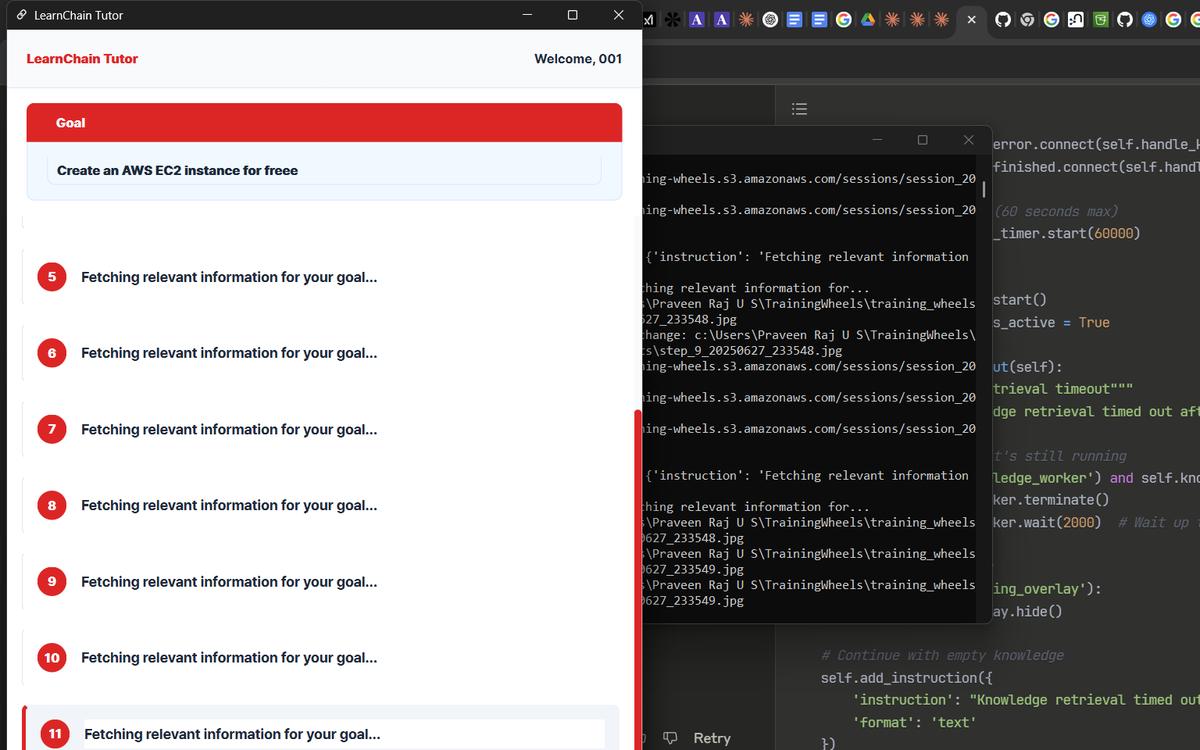 LearnChain Tutor
LearnChain Tutor
Welcome, 001
Goal
Create an AWS EC2 instance for freee
5 Fetching relevant information for your goal...
6 Fetching relevant information for your goal...
7 Fetching relevant information for your goal...
8 Fetching relevant information for your goal...
9 Fetching relevant information for your goal...
10 Fetching relevant information for your goal...
11 Fetching relevant information for your goal...
ning-wheels.s3.amazonaws.com/sessions/session_20
ning-wheels.s3.amazonaws.com/sessions/session_20
{'instruction': 'Fetching relevant information
hing relevant information for...
\Praveen Raj U S\TrainingWheels\training_wheels
627_233548.jpg
change: c:\Users\Praveen Raj U S\TrainingWheels\
ts\step_9_20250627_233548.jpg
ning-wheels.s3.amazonaws.com/sessions/session_20
ning-wheels.s3.amazonaws.com/sessions/session_20
ning-wheels.s3.amazonaws.com/sessions/session_20
{'instruction': 'Fetching relevant information
hing relevant information for...
\Praveen Raj U S\TrainingWheels\training_wheels
627_233548.jpg
\Praveen Raj U S\TrainingWheels\training_wheels
627_233549.jpg
\Praveen Raj U S\TrainingWheels\training_wheels
627_233549.jpg
error.connect(self.handle_k
finished.connect(self.handl
(60 seconds max)
_timer.start(60000)
start()
s_active = True
ut(self):
trieval timeout"""
dge retrieval timed out aft
t's still running
ledge_worker') and self.kno
ker.terminate()
ker.wait(2000) # Wait up
ing_overlay'):
ay.hide()
# Continue with empty knowledge
self.add_instruction({
'instruction': "Knowledge retrieval timed out
'format': 'text'
})
Retry